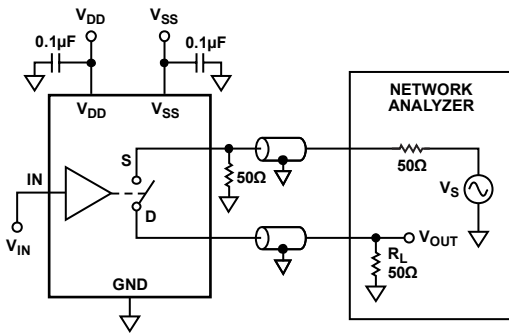 V_DD
V_SS
0.1µF
0.1µF
V_DD
V_SS
NETWORK
ANALYZER
S
50Ω
50Ω
V_S
IN
D
V_IN
V_OUT
R_L
50Ω
GND